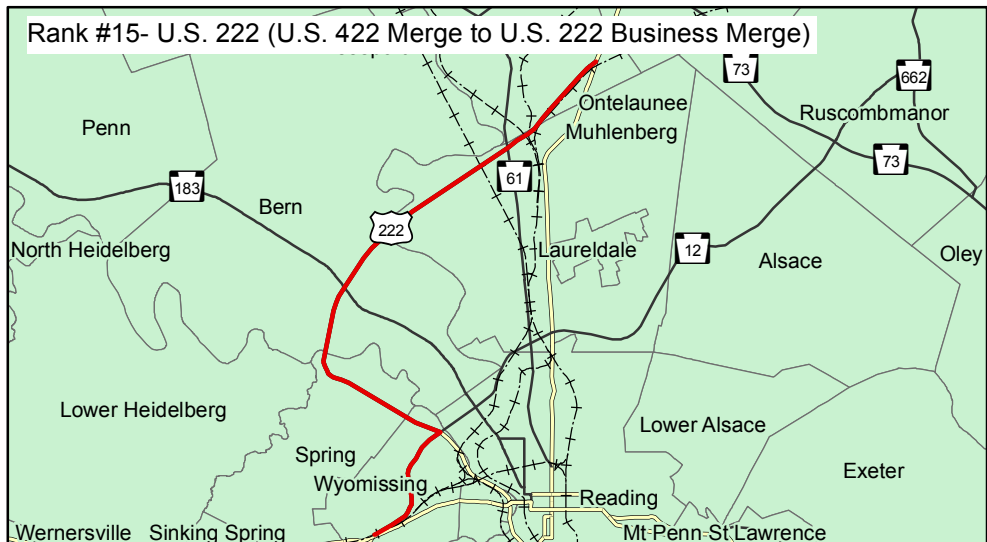 Rank #15- U.S. 222 (U.S. 422 Merge to U.S. 222 Business Merge)
73
662
Ontelaunee
Ruscombmanor
Penn
Muhlenberg
73
61
183
Bern
222
North Heidelberg
Laureldale
12
Alsace
Oley
Lower Heidelberg
Lower Alsace
Spring
Exeter
Wyomissing
Reading
Wernersville
Sinking Spring
Mt Penn
St Lawrence